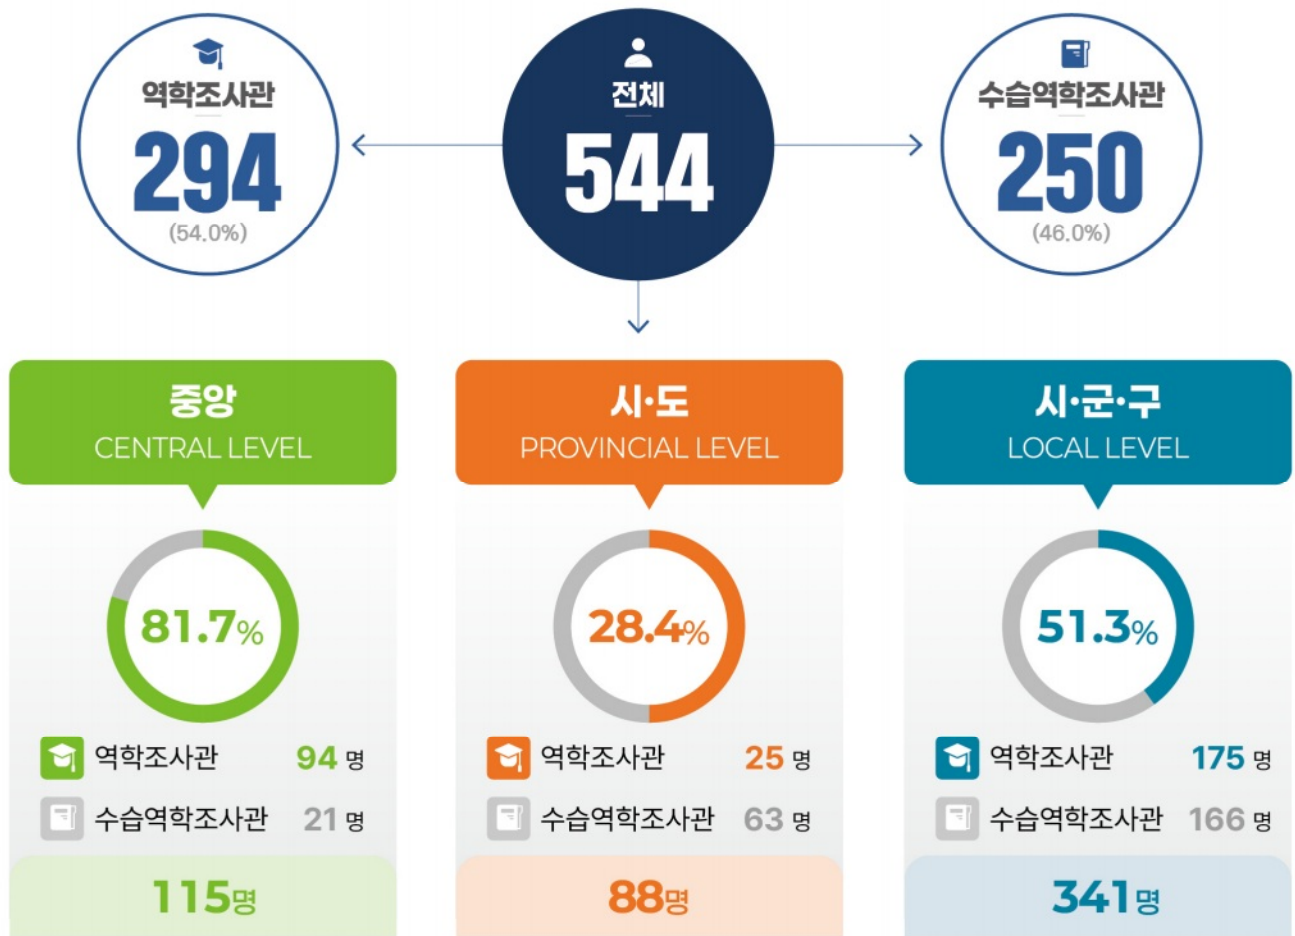 역학조사관
294
(54.0%)
전체
544
수습역학조사관
250
(46.0%)
중앙
CENTRAL LEVEL
81.7%
역학조사관 94 명
수습역학조사관 21 명
115명
시·도
PROVINCIAL LEVEL
28.4%
역학조사관 25 명
수습역학조사관 63 명
88명
시·군·구
LOCAL LEVEL
51.3%
역학조사관 175 명
수습역학조사관 166 명
341명